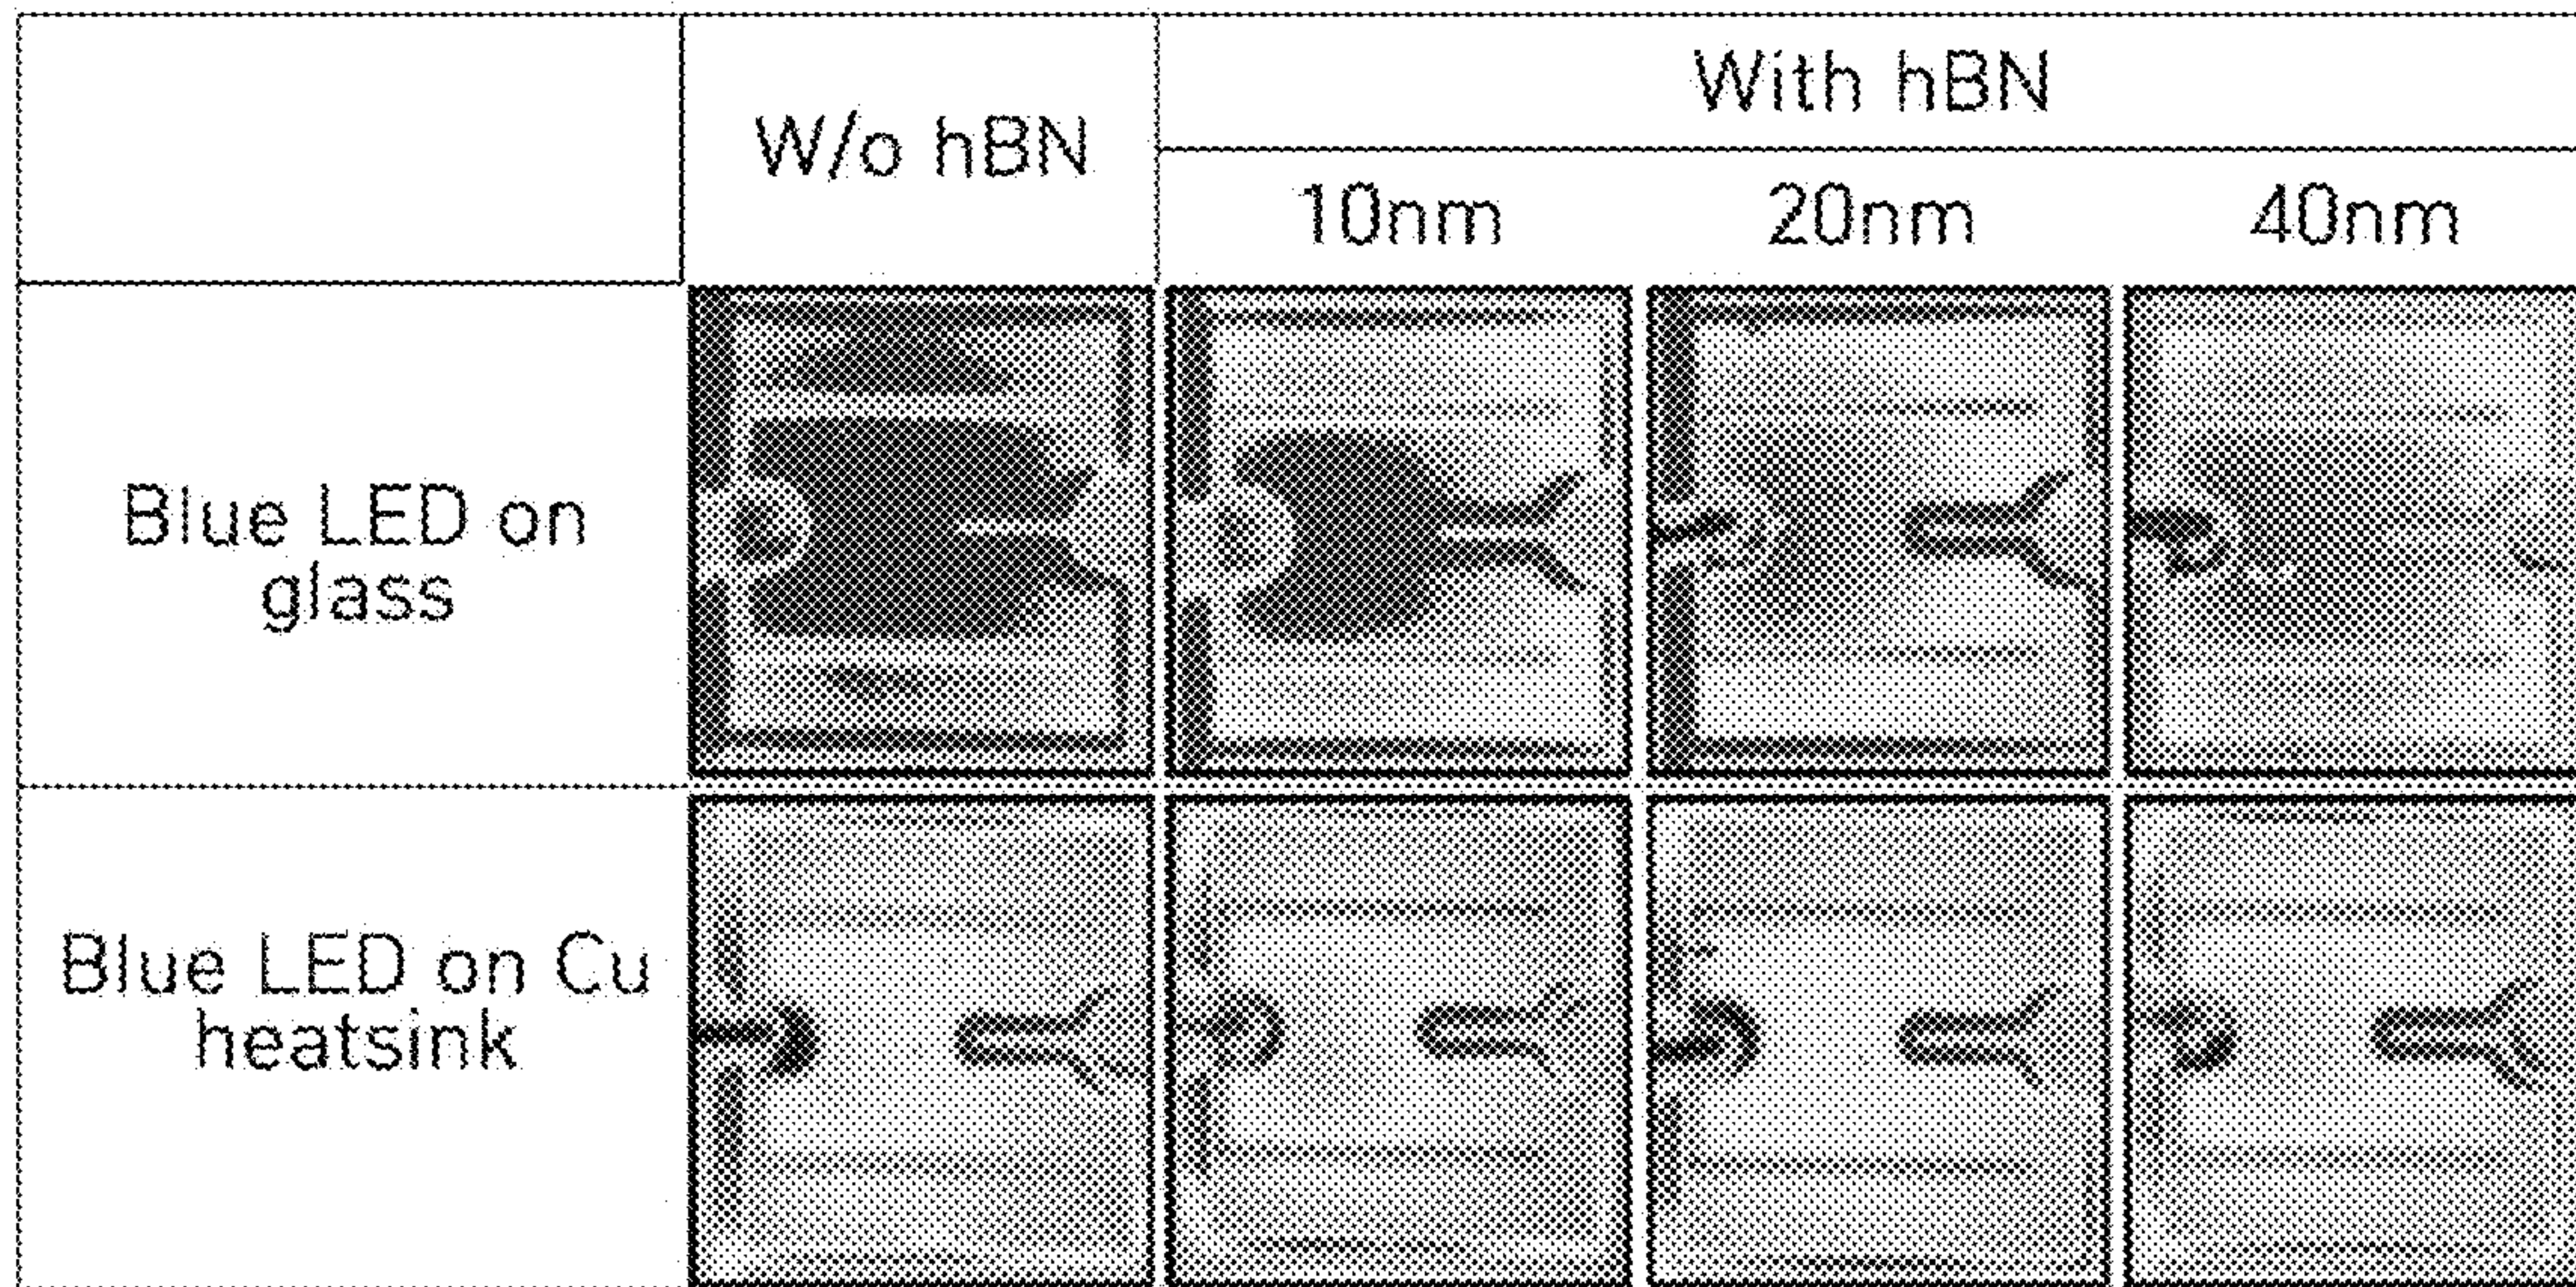 W/o hBN
With hBN
10nm
20nm
40nm
Blue LED on
glass
Blue LED on Cu
heatsink